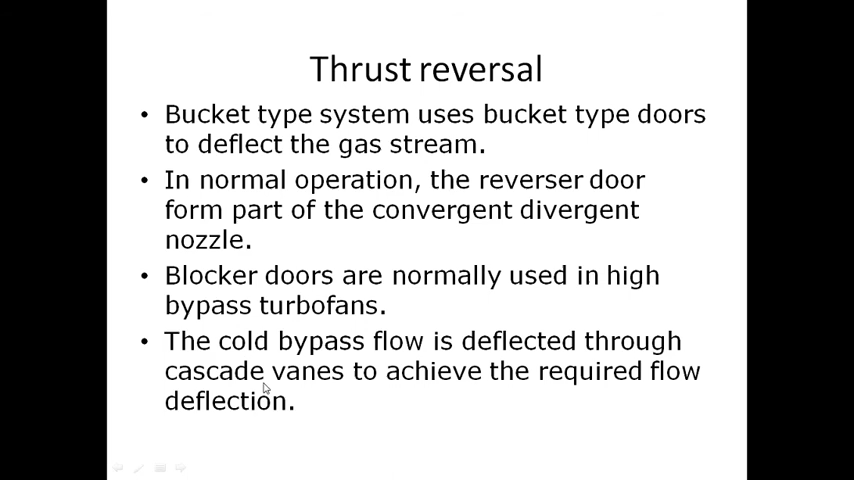 Thrust reversal
• Bucket type system uses bucket type doors
to deflect the gas stream.
• In normal operation, the reverser door
form part of the convergent divergent
nozzle.
• Blocker doors are normally used in high
bypass turbofans.
• The cold bypass flow is deflected through
cascade vanes to achieve the required flow
deflection.